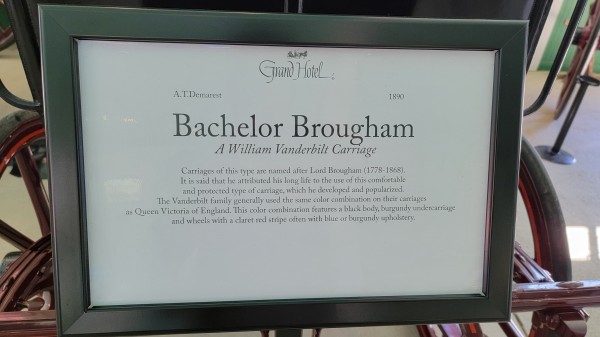 Grand Hotel
A.T.Demarest 1890
Bachelor Brougham
A William Vanderbilt Carriage
Carriages of this type are named after Lord Brougham (1778-1868).
It is said that he attributed his long life to the use of this comfortable
and protected type of carriage, which he developed and popularized.
The Vanderbilt family generally used the same color combination on their carriages
as Queen Victoria of England. This color combination features a black body, burgundy undercarriage
and wheels with a claret red stripe often with blue or burgundy upholstery.